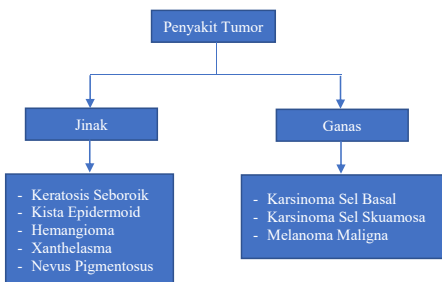 Penyakit Tumor
Jinak
Ganas
- Keratosis Seboroik
- Kista Epidermoid
- Hemangioma
- Xanthelasma
- Nevus Pigmentosus
- Karsinoma Sel Basal
- Karsinoma Sel Skuamosa
- Melanoma Maligna